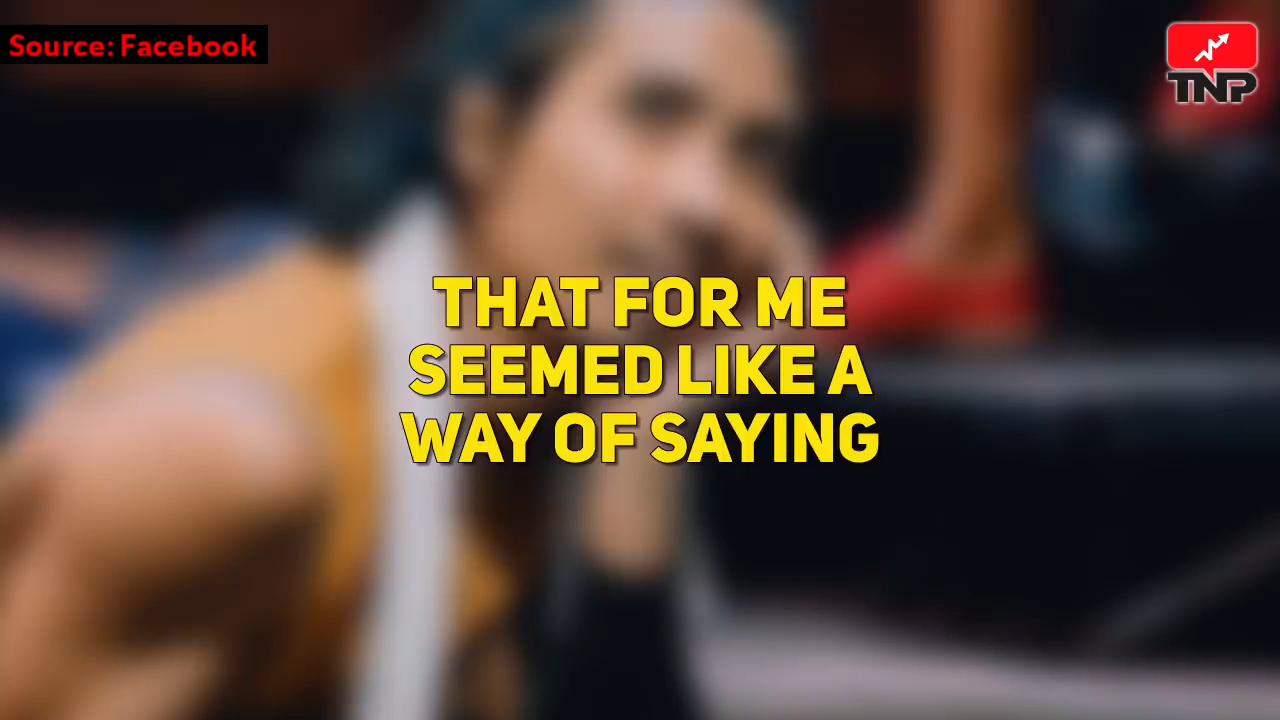 Source: Facebook
TNP
THAT FOR ME
SEEMED LIKE A
WAY OF SAYING